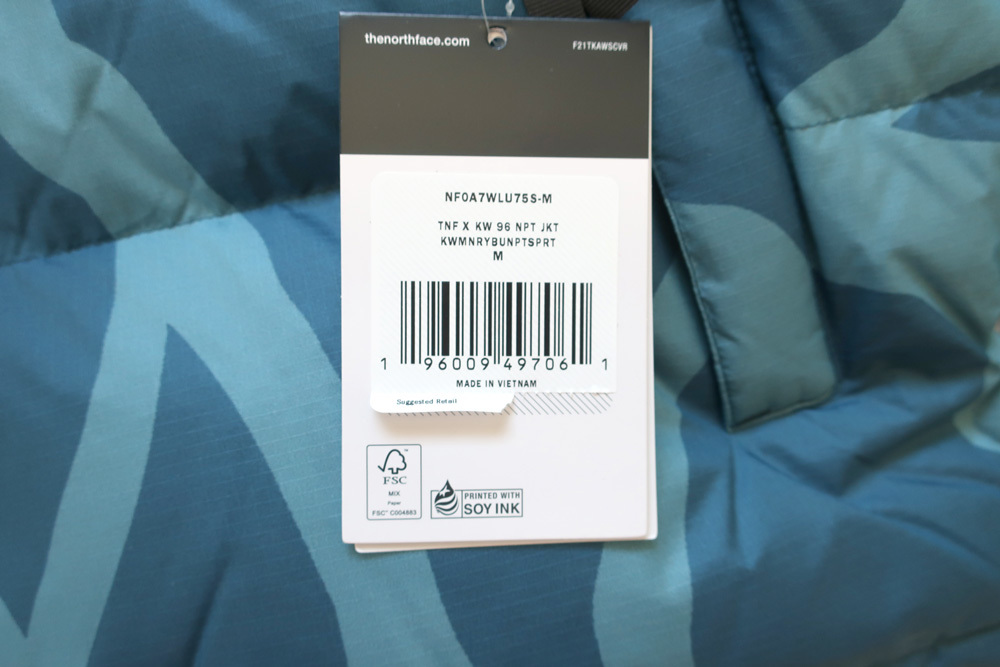 thenorthface.com
F21TKAWSCVR
NF0A7WLU75S-M
TNF X KW 96 NPT JKT
KWMNRYBUNPTSPRT
M
1 96009 49706 1
MADE IN VIETNAM
Suggested Retail
FSC
MIX
Paper
FSC™ C004883
PRINTED WITH
SOY INK